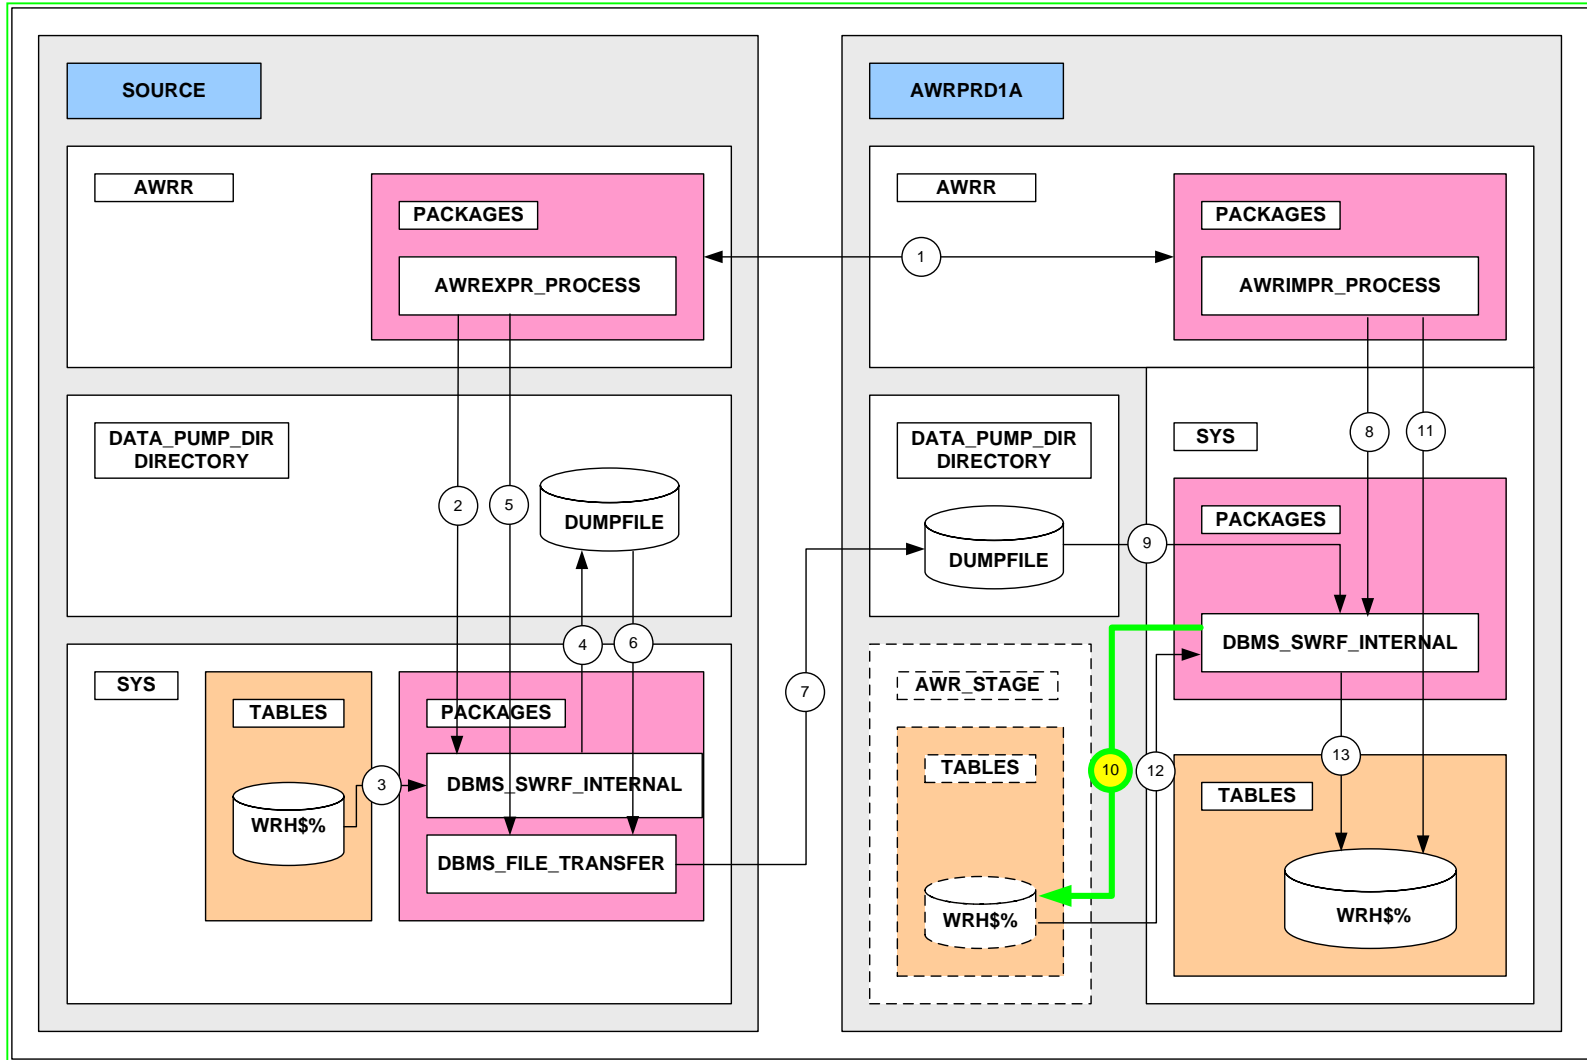 SOURCE
AWRR
PACKAGES
AWREXPR_PROCESS
DATA_PUMP_DIR
DIRECTORY
2
5
DUMPFILE
4
6
SYS
TABLES
WRH$%
3
PACKAGES
DBMS_SWRF_INTERNAL
DBMS_FILE_TRANSFER
1
7
AWRPRD1A
AWRR
PACKAGES
AWRIMPR_PROCESS
8
11
DATA_PUMP_DIR
DIRECTORY
DUMPFILE
9
SYS
PACKAGES
DBMS_SWRF_INTERNAL
AWR_STAGE
TABLES
WRH$%
10
12
13
TABLES
WRH$%